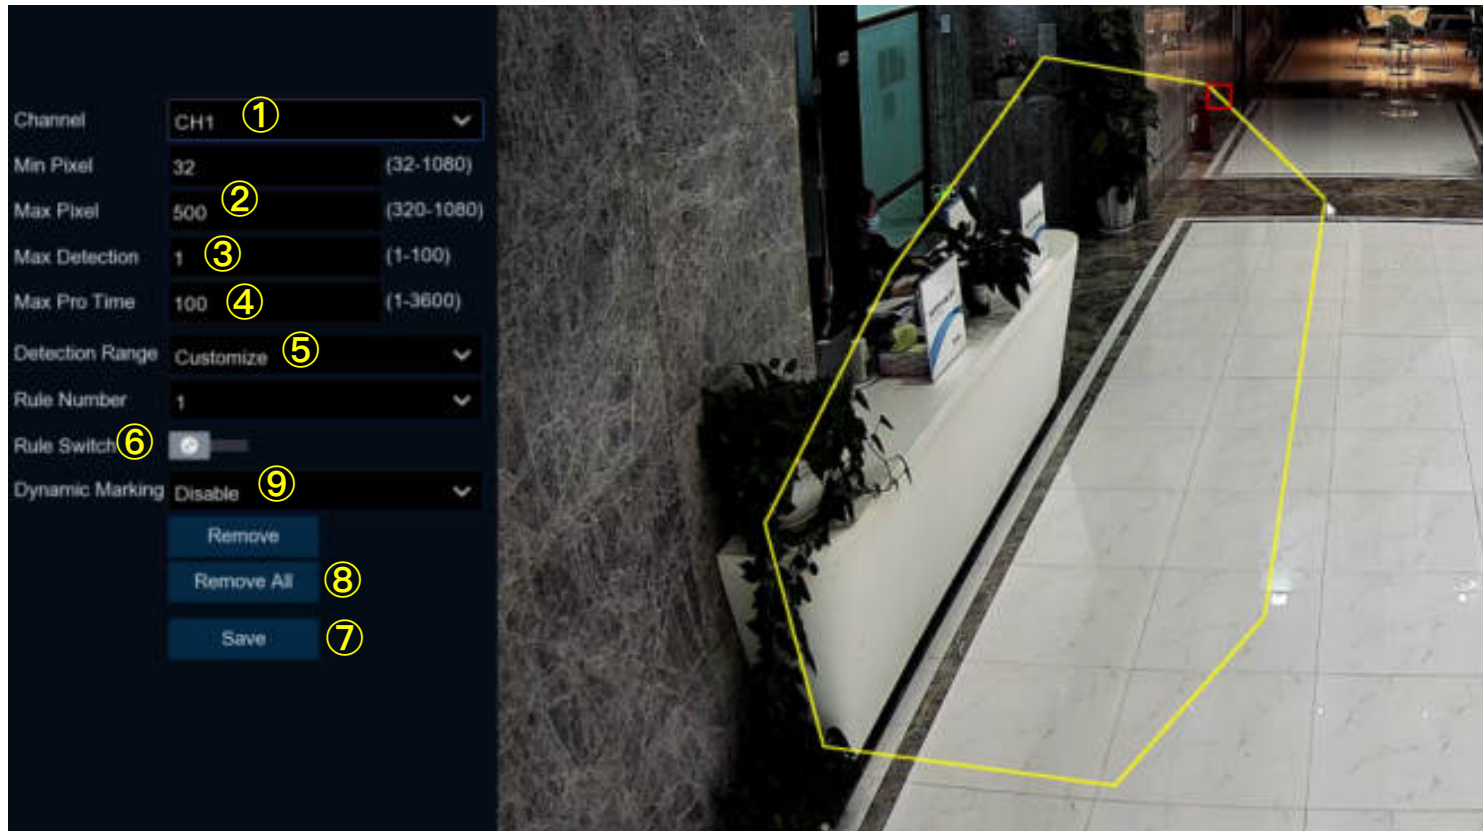 Channel CH1 ①
Min Pixel 32 (32-1080)
Max Pixel 500 ② (320-1080)
Max Detection 1 ③ (1-100)
Max Pro Time 100 ④ (1-3600)
Detection Range Customize ⑤
Rule Number 1
Rule Switch ⑥
Dynamic Marking Disable ⑨
Remove
Remove All ⑧
Save ⑦